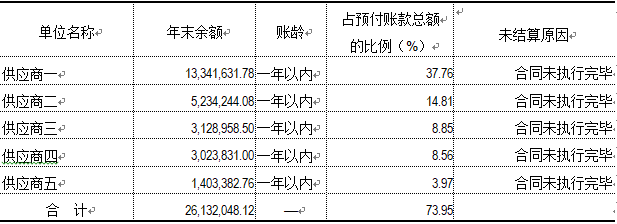 单位名称 年末余额 账龄 占预付账款总额的比例（%） 未结算原因
供应商一 13,341,631.78 一年以内 37.76 合同未执行完毕
供应商二 5,234,244.08 一年以内 14.81 合同未执行完毕
供应商三 3,128,958.50 一年以内 8.85 合同未执行完毕
供应商四 3,023,831.00 一年以内 8.56 合同未执行完毕
供应商五 1,403,382.76 一年以内 3.97 合同未执行完毕
合 计 26,132,048.12 — 73.95